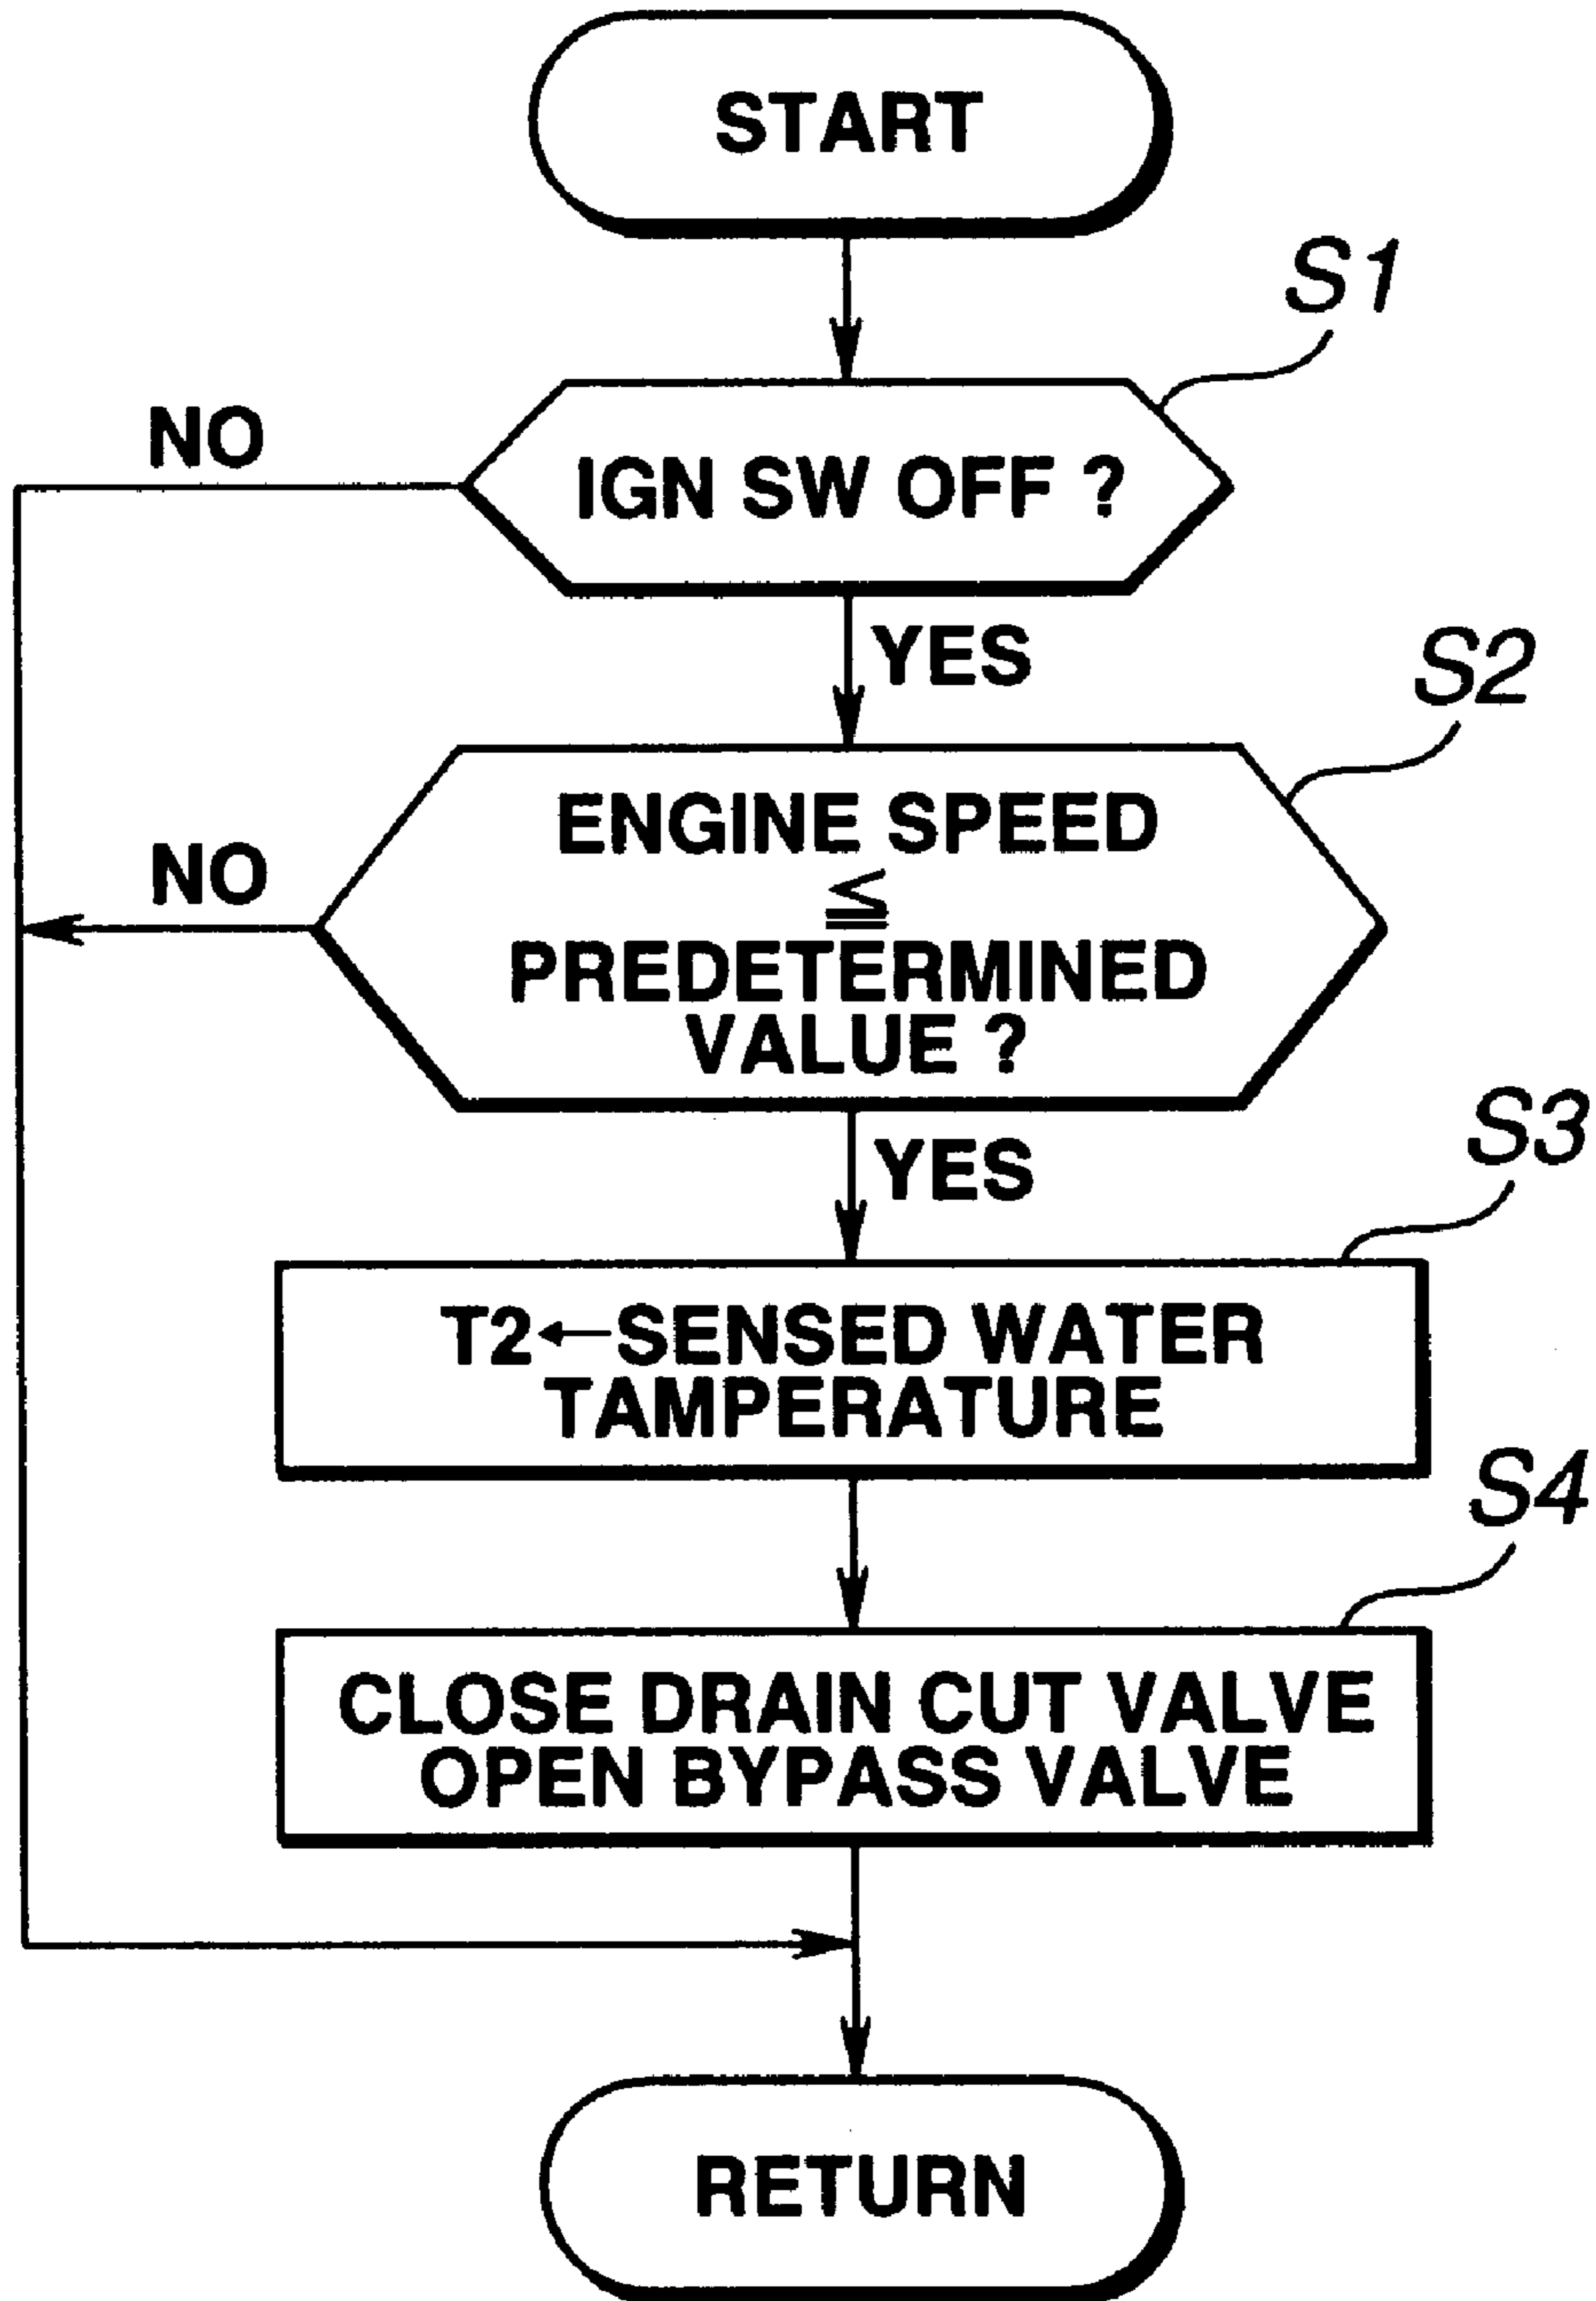 START
S1
NO
IGN SW OFF ?
YES
S2
ENGINE SPEED
≦
PREDETERMINED
VALUE ?
NO
YES
S3
T2←SENSED WATER
TAMPERATURE
S4
CLOSE DRAIN CUT VALVE
OPEN BYPASS VALVE
RETURN